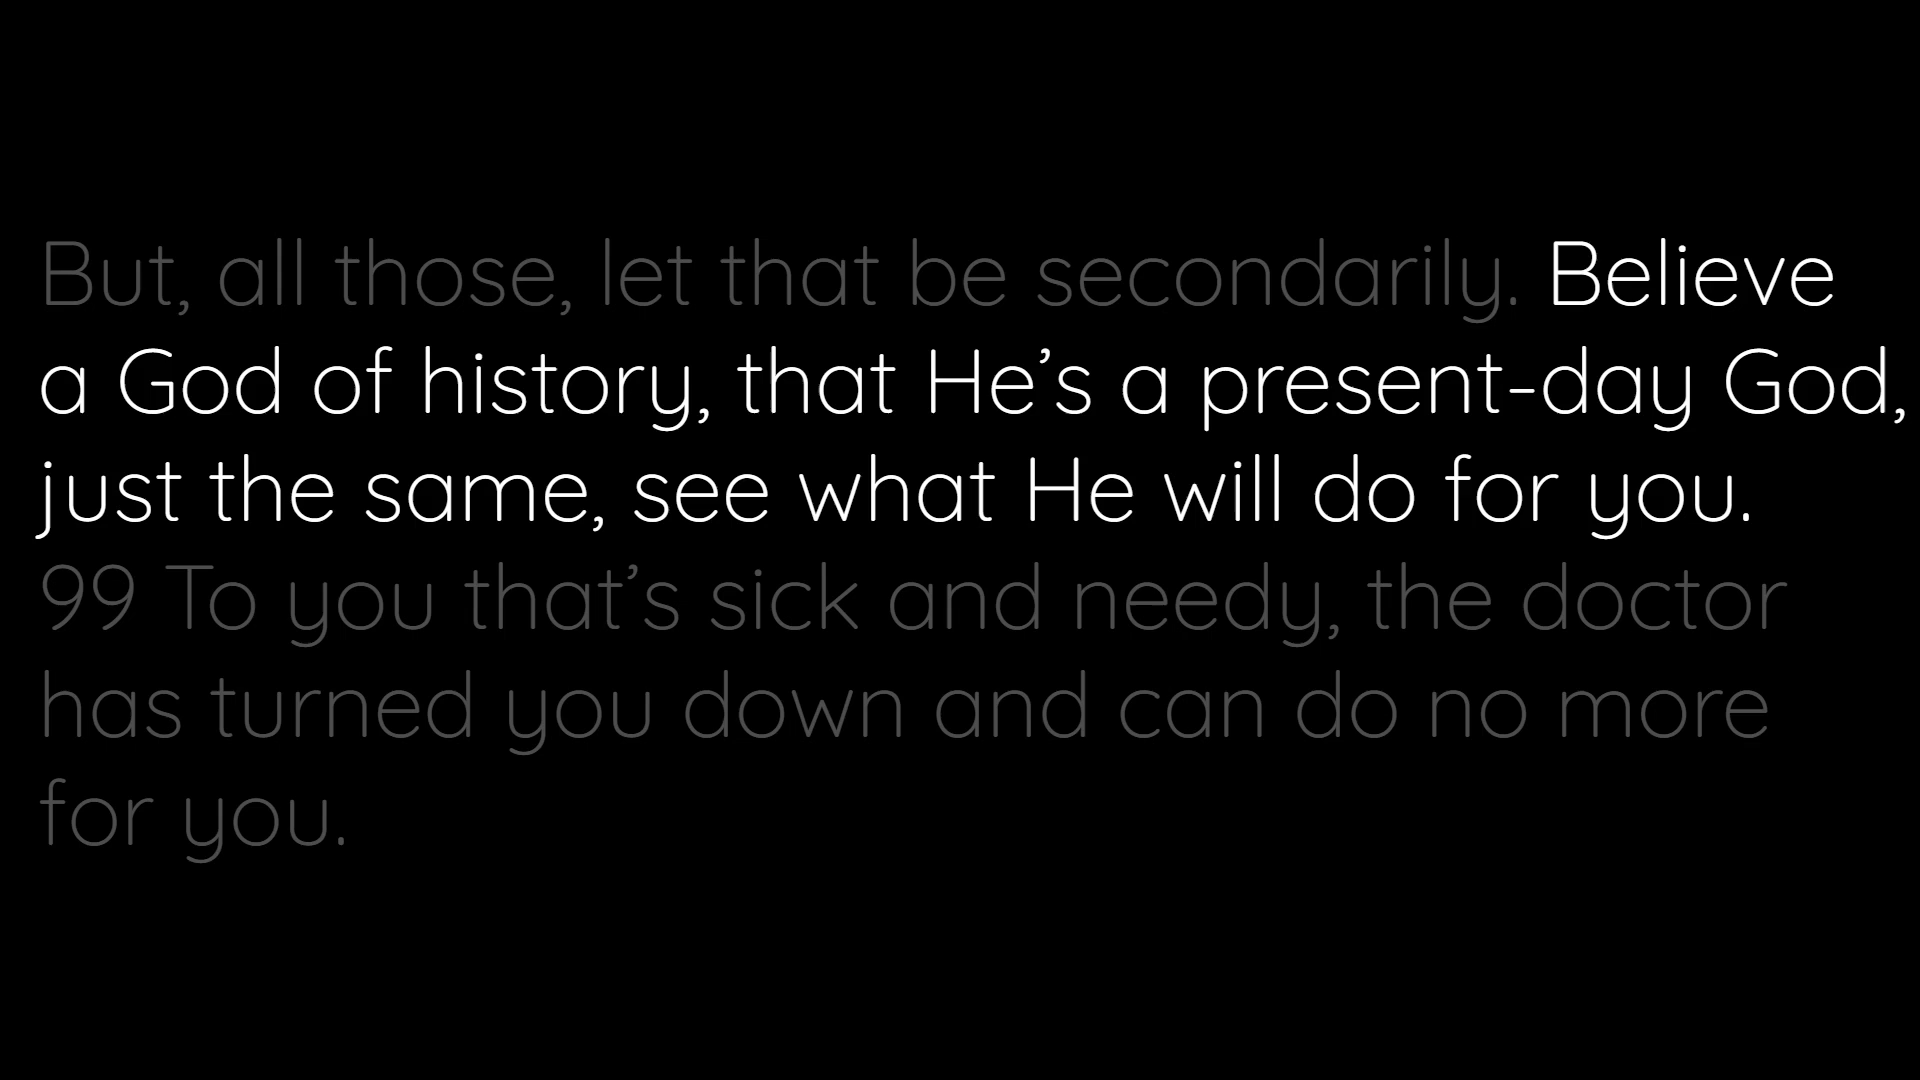 But, all those, let that be secondarily. Believe
a God of history, that He’s a present-day God,
just the same, see what He will do for you.
99 To you that’s sick and needy, the doctor
has turned you down and can do no more
for you.